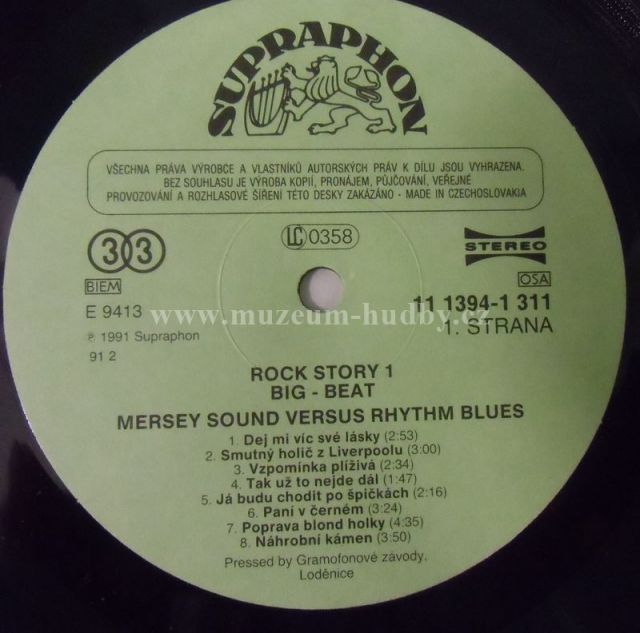 SUPRAPHON
VŠECHNA PRÁVA VÝROBCE A VLASTNÍKŮ AUTORSKÝCH PRÁV K DÍLU JSOU VYHRAZENA.
BEZ SOUHLASU JE VÝROBA KOPIÍ, PRONÁJEM, PŮJČOVÁNÍ, VEŘEJNÉ
PROVOZOVÁNÍ A ROZHLASOVÉ ŠÍŘENÍ TÉTO DESKY ZAKÁZÁNO - MADE IN CZECHOSLOVAKIA
33
LC 0358
STEREO
BIEM
OSA
E 9413
11 1394-1 311
www.muzeum-hudby.cz
1. STRANA
℗ 1991 Supraphon
91 2
ROCK STORY 1
BIG - BEAT
MERSEY SOUND VERSUS RHYTHM BLUES
1. Dej mi víc své lásky (2:53)
2. Smutný holič z Liverpoolu (3:00)
3. Vzpomínka plíživá (2:34)
4. Tak už to nejde dál (1:47)
5. Já budu chodit po špičkách (2:16)
6. Paní v černém (3:24)
7. Poprava blond holky (4:35)
8. Náhrobní kámen (3:50)
Pressed by Gramofonové závody,
Loděnice